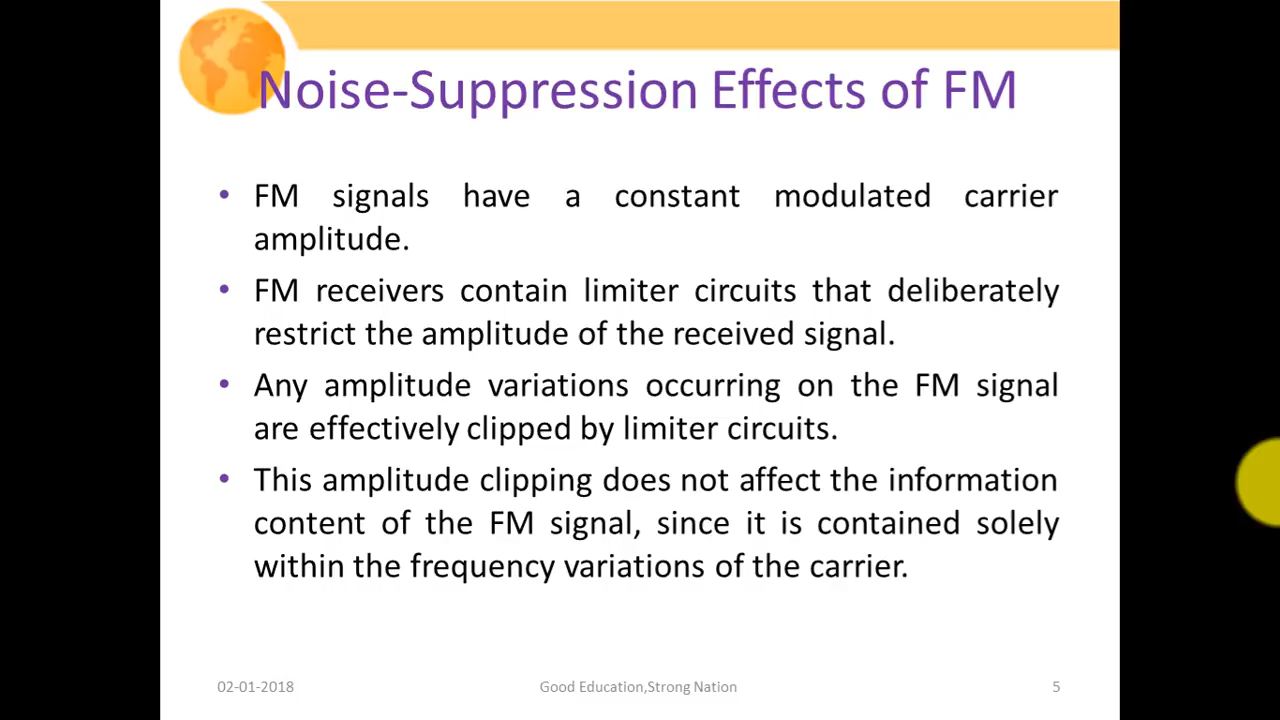 Noise-Suppression Effects of FM
• FM signals have a constant modulated carrier
amplitude.
• FM receivers contain limiter circuits that deliberately
restrict the amplitude of the received signal.
• Any amplitude variations occurring on the FM signal
are effectively clipped by limiter circuits.
• This amplitude clipping does not affect the information
content of the FM signal, since it is contained solely
within the frequency variations of the carrier.
02-01-2018 Good Education,Strong Nation 5